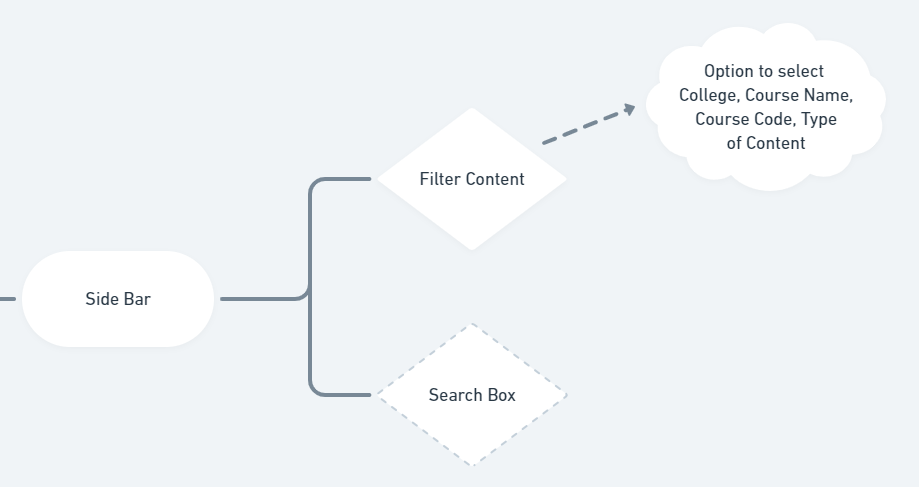 Option to select
College, Course Name,
Course Code, Type
of Content
Filter Content
Side Bar
Search Box